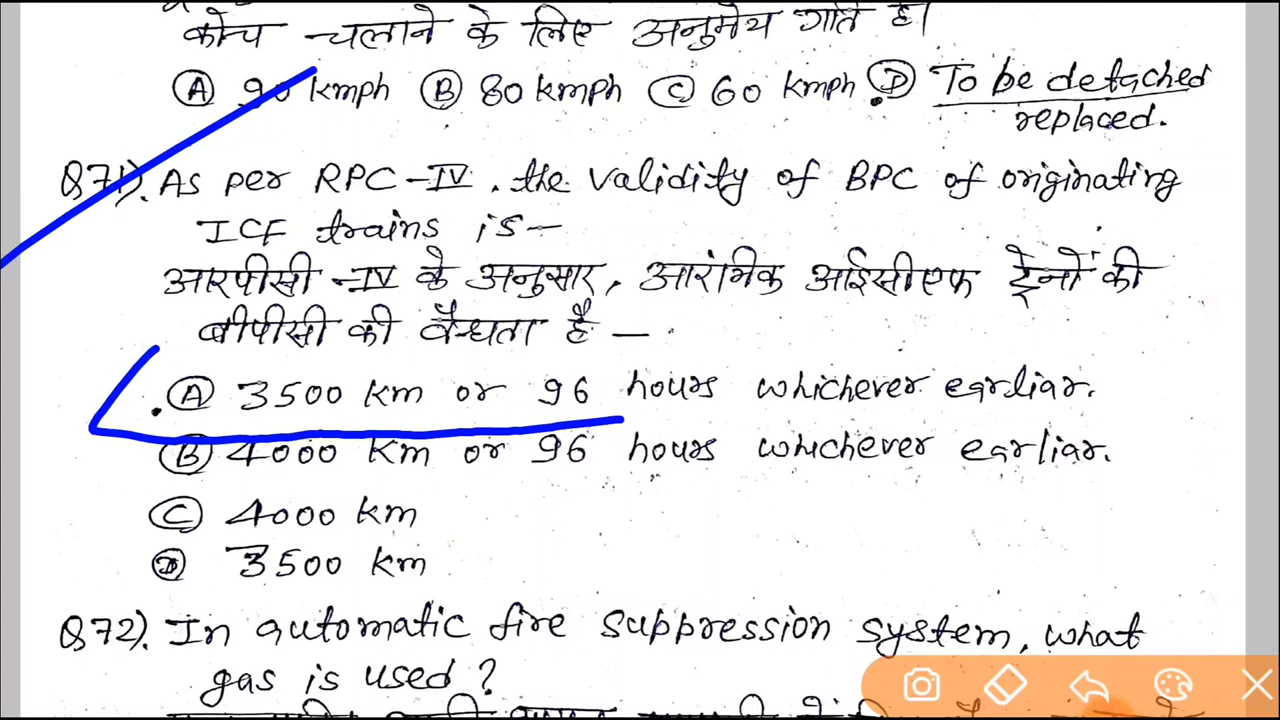 कोच चलाने के लिए अनुमेय गति है।
Ⓐ 90 kmph Ⓑ 80 kmph Ⓒ 60 kmph Ⓓ To be detached
replaced.
Q71). As per RPC-IV, the validity of BPC of originating
ICF trains is-
आरपीसी -IV के अनुसार, आरंभिक आईसीएफ ट्रेनों की
बीपीसी की वैधता है -
Ⓐ 3500 km or 96 hours whichever earliar.
Ⓑ 4000 Km or 96 hours whichever earliar.
Ⓒ 4000 km
Ⓓ 3500 km
Q72). In automatic fire suppression system, what
gas is used?